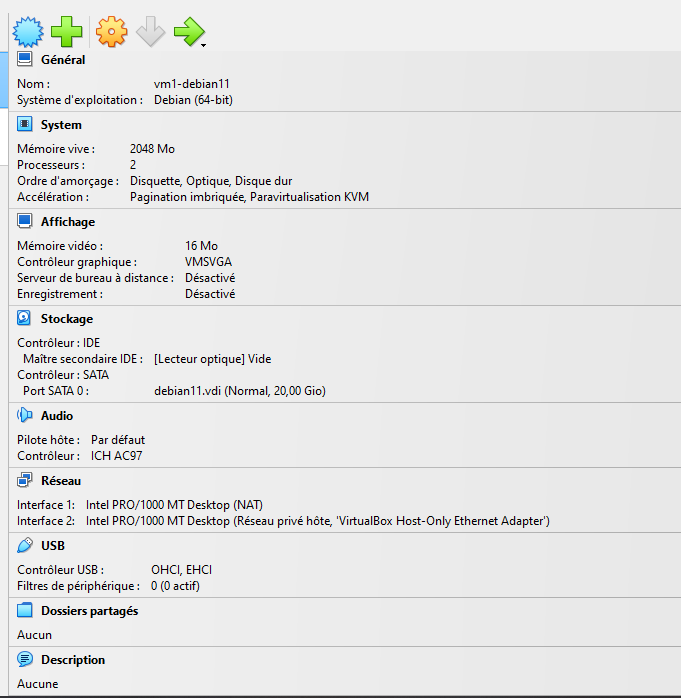 Général
Nom : vm1-debian11
Système d'exploitation : Debian (64-bit)
System
Mémoire vive : 2048 Mo
Processeurs : 2
Ordre d'amorçage : Disquette, Optique, Disque dur
Accélération : Pagination imbriquée, Paravirtualisation KVM
Affichage
Mémoire vidéo : 16 Mo
Contrôleur graphique : VMSVGA
Serveur de bureau à distance : Désactivé
Enregistrement : Désactivé
Stockage
Contrôleur : IDE
Maître secondaire IDE : [Lecteur optique] Vide
Contrôleur : SATA
Port SATA 0 : debian11.vdi (Normal, 20,00 Gio)
Audio
Pilote hôte : Par défaut
Contrôleur : ICH AC97
Réseau
Interface 1: Intel PRO/1000 MT Desktop (NAT)
Interface 2: Intel PRO/1000 MT Desktop (Réseau privé hôte, 'VirtualBox Host-Only Ethernet Adapter')
USB
Contrôleur USB : OHCI, EHCI
Filtres de périphérique : 0 (0 actif)
Dossiers partagés
Aucun
Description
Aucune